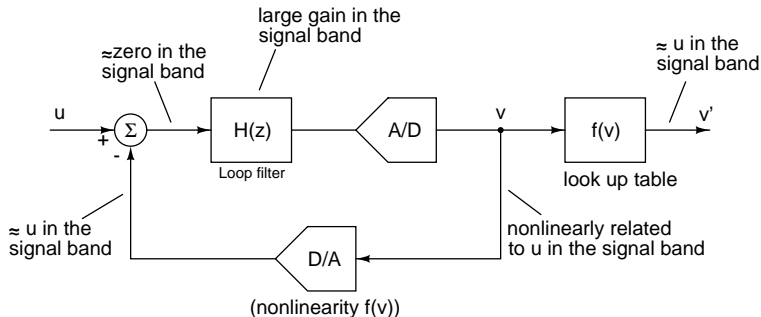 large gain in the
signal band
≈zero in the
signal band
≈ u in the
signal band
u
+
-
Σ
H(z)
Loop filter
A/D
v
f(v)
v'
look up table
≈ u in the
signal band
nonlinearly related
to u in the signal band
D/A
(nonlinearity f(v))